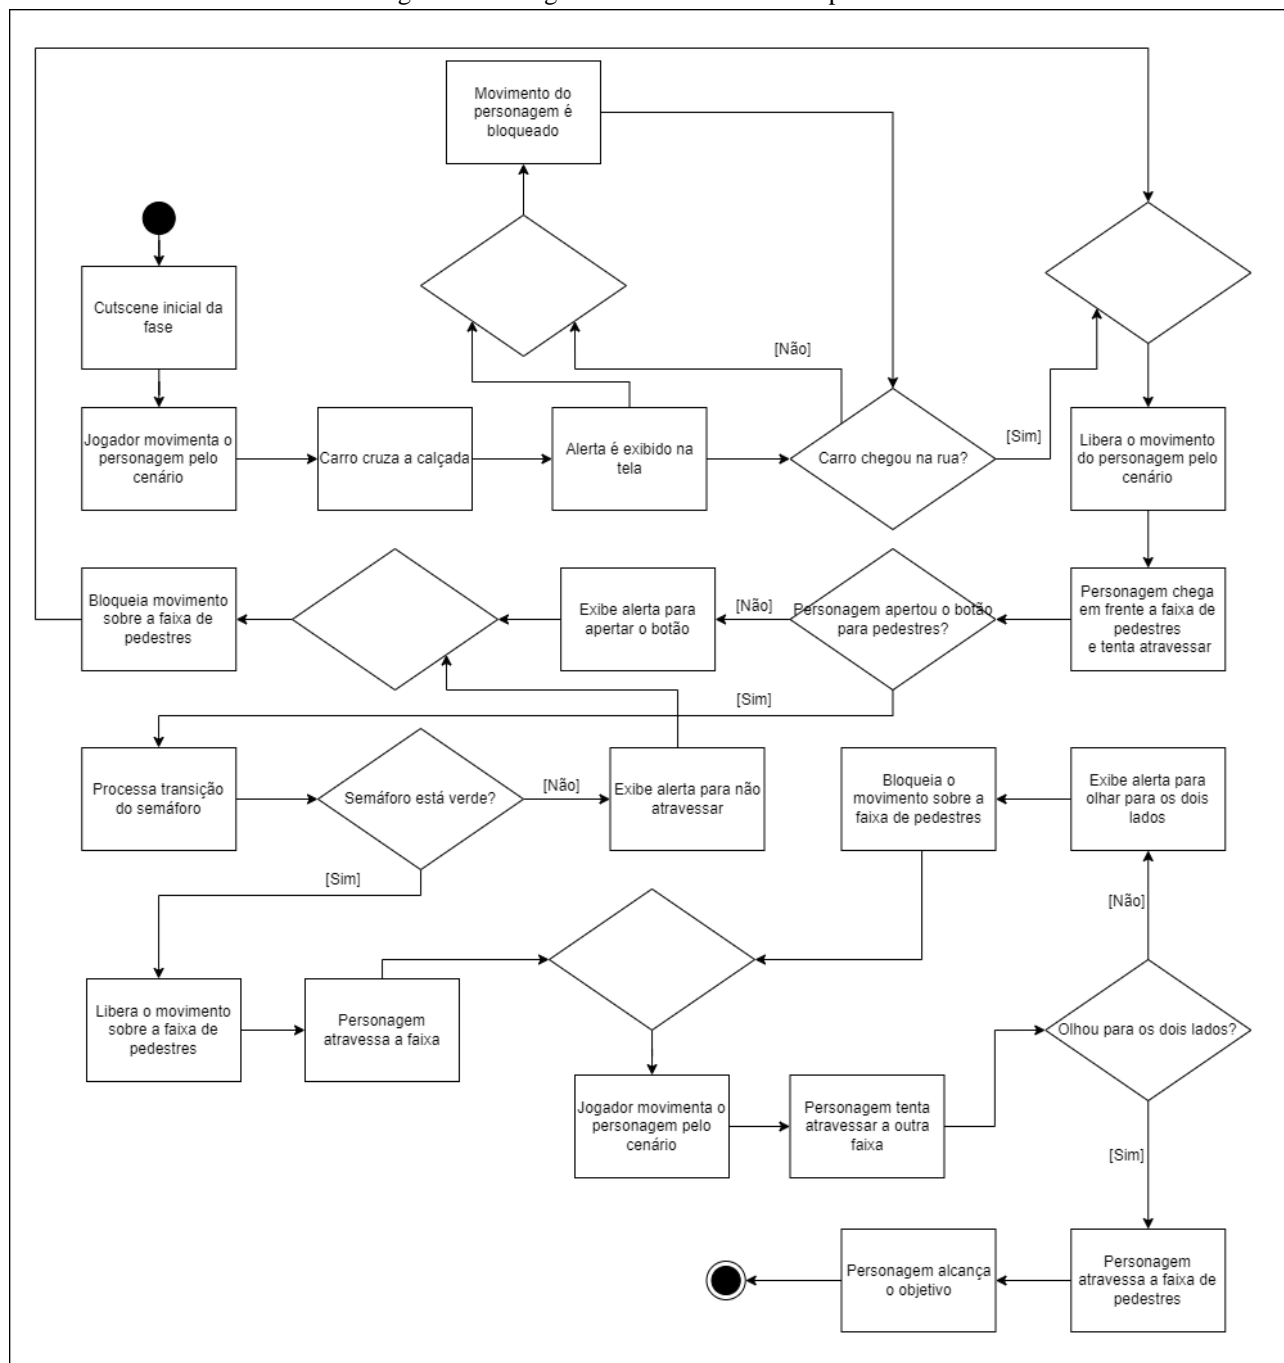 Movimento do
personagem é
bloqueado
Cutscene inicial da
fase
[Não]
Jogador movimenta o
personagem pelo
cenário
Carro cruza a calçada
Alerta é exibido na
tela
Carro chegou na rua?
[Sim]
Libera o movimento
do personagem pelo
cenário
Bloqueia movimento
sobre a faixa de
pedestres
Exibe alerta para
apertar o botão
[Não]
Personagem apertou o botão
para pedestres?
Personagem chega
em frente a faixa de
pedestres
e tenta atravessar
[Sim]
Processa transição
do semáforo
Semáforo está verde?
[Não]
Exibe alerta para não
atravessar
Bloqueia o
movimento sobre a
faixa de pedestres
Exibe alerta para
olhar para os dois
lados
[Sim]
[Não]
Libera o movimento
sobre a faixa de
pedestres
Personagem
atravessa a faixa
Olhou para os dois lados?
Jogador movimenta o
personagem pelo
cenário
Personagem tenta
atravessar a outra
faixa
[Sim]
Personagem alcança
o objetivo
Personagem
atravessa a faixa de
pedestres